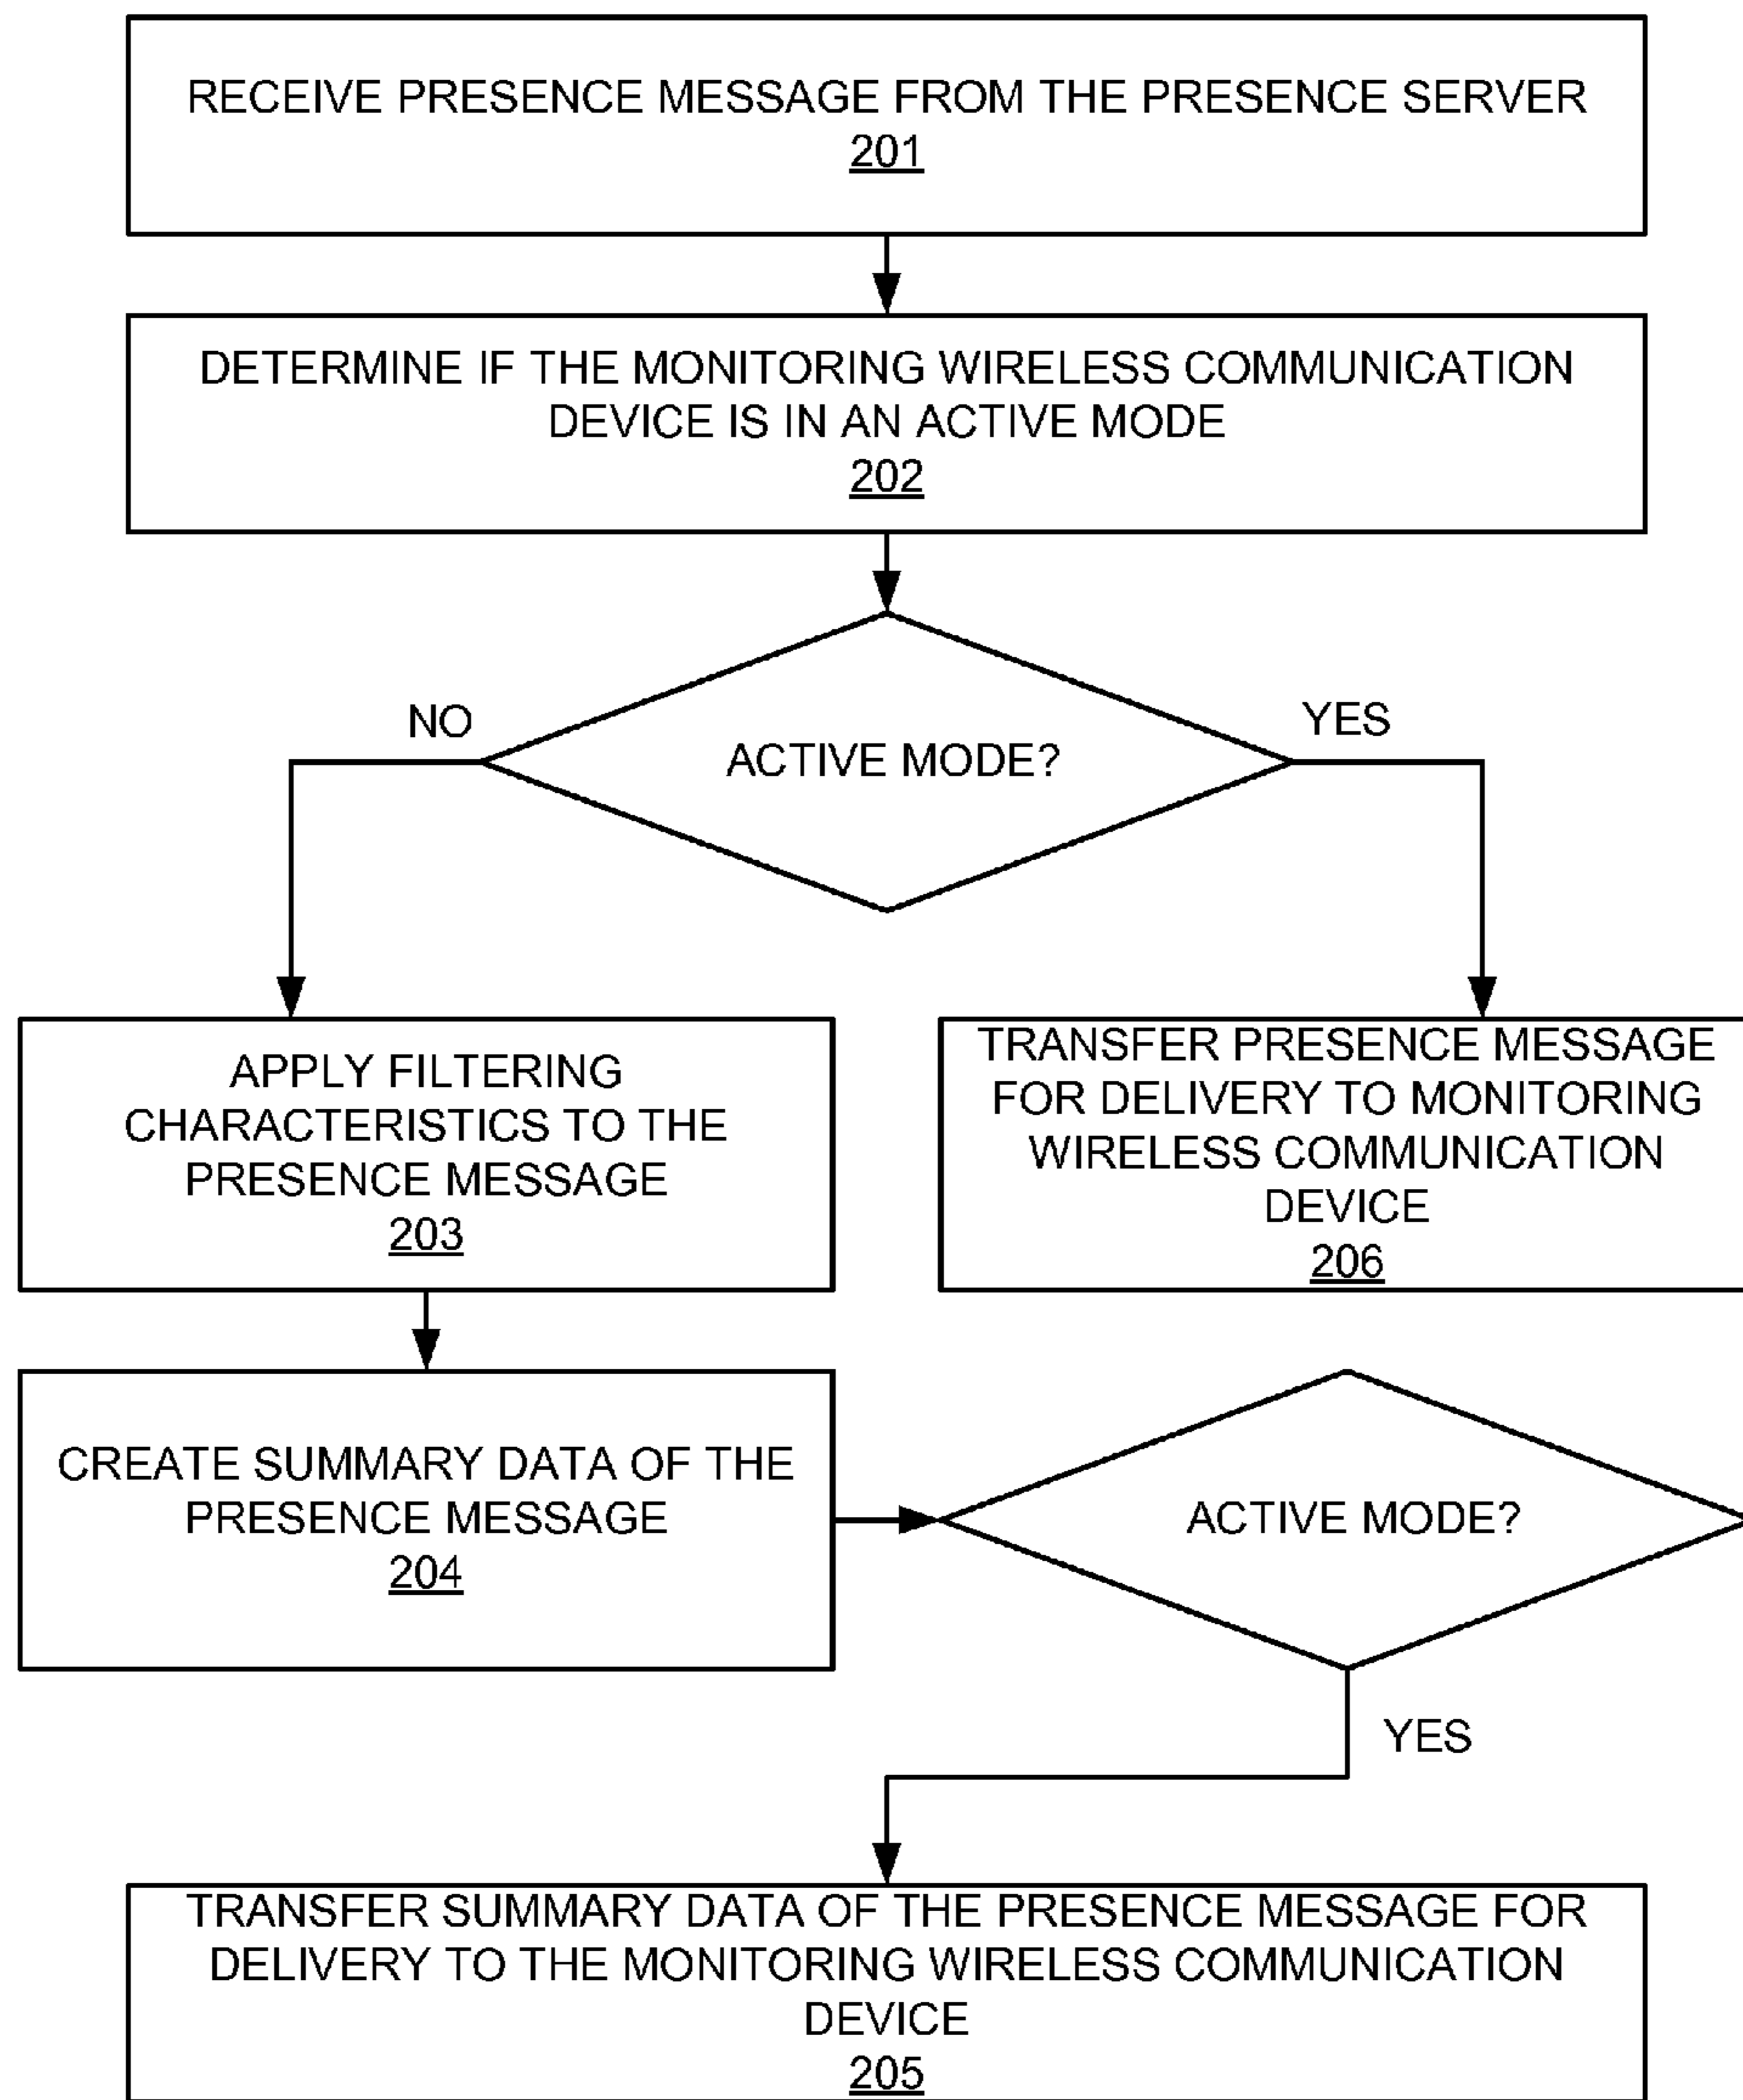 RECEIVE PRESENCE MESSAGE FROM THE PRESENCE SERVER
201
DETERMINE IF THE MONITORING WIRELESS COMMUNICATION
DEVICE IS IN AN ACTIVE MODE
202
NO
YES
ACTIVE MODE?
APPLY FILTERING
CHARACTERISTICS TO THE
PRESENCE MESSAGE
203
TRANSFER PRESENCE MESSAGE
FOR DELIVERY TO MONITORING
WIRELESS COMMUNICATION
DEVICE
206
CREATE SUMMARY DATA OF THE
PRESENCE MESSAGE
204
ACTIVE MODE?
YES
TRANSFER SUMMARY DATA OF THE PRESENCE MESSAGE FOR
DELIVERY TO THE MONITORING WIRELESS COMMUNICATION
DEVICE
205